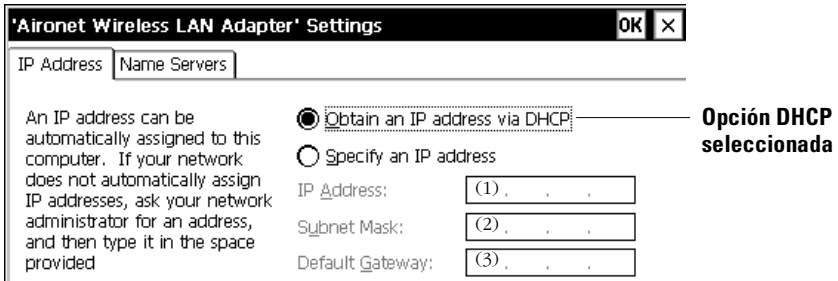 'Aironet Wireless LAN Adapter' Settings OK ×
IP Address Name Servers
An IP address can be
automatically assigned to this
computer. If your network
does not automatically assign
IP addresses, ask your network
administrator for an address,
and then type it in the space
provided
Obtain an IP address via DHCP
Specify an IP address
IP Address: (1) . . .
Subnet Mask: (2) . . .
Default Gateway: (3) . . .
Opción DHCP
seleccionada